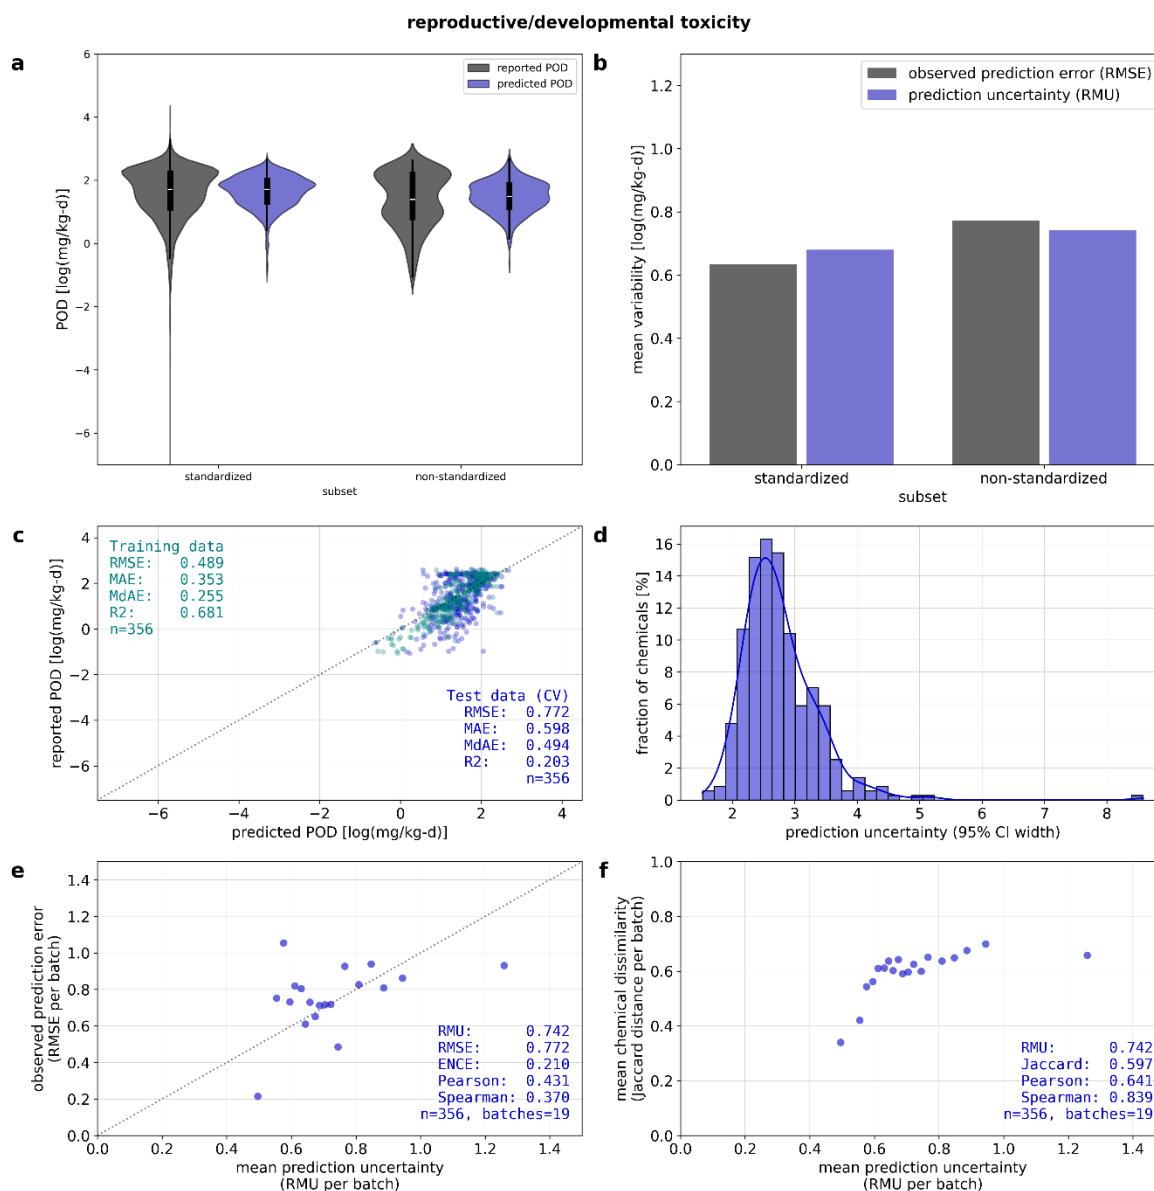 reproductive/developmental toxicity
a
reported POD
predicted POD
6
4
2
0
−2
−4
−6
POD [log(mg/kg-d)]
standardized
non-standardized
subset
b
observed prediction error (RMSE)
prediction uncertainty (RMU)
1.2
1.0
0.8
0.6
0.4
0.2
0.0
mean variability [log(mg/kg-d)]
standardized
non-standardized
subset
c
Training data
RMSE: 0.489
MAE: 0.353
MdAE: 0.255
R2: 0.681
n=356
Test data (CV)
RMSE: 0.772
MAE: 0.598
MdAE: 0.494
R2: 0.203
n=356
4
2
0
−2
−4
−6
reported POD [log(mg/kg-d)]
−6 −4 −2 0 2 4
predicted POD [log(mg/kg-d)]
d
16
14
12
10
8
6
4
2
0
fraction of chemicals [%]
2 3 4 5 6 7 8
prediction uncertainty (95% CI width)
e
1.4
1.2
1.0
0.8
0.6
0.4
0.2
0.0
observed prediction error
(RMSE per batch)
RMU: 0.742
RMSE: 0.772
ENCE: 0.210
Pearson: 0.431
Spearman: 0.370
n=356, batches=19
0.0 0.2 0.4 0.6 0.8 1.0 1.2 1.4
mean prediction uncertainty
(RMU per batch)
f
1.0
0.8
0.6
0.4
0.2
0.0
mean chemical dissimilarity
(Jaccard distance per batch)
RMU: 0.742
Jaccard: 0.597
Pearson: 0.641
Spearman: 0.839
n=356, batches=19
0.0 0.2 0.4 0.6 0.8 1.0 1.2 1.4
mean prediction uncertainty
(RMU per batch)